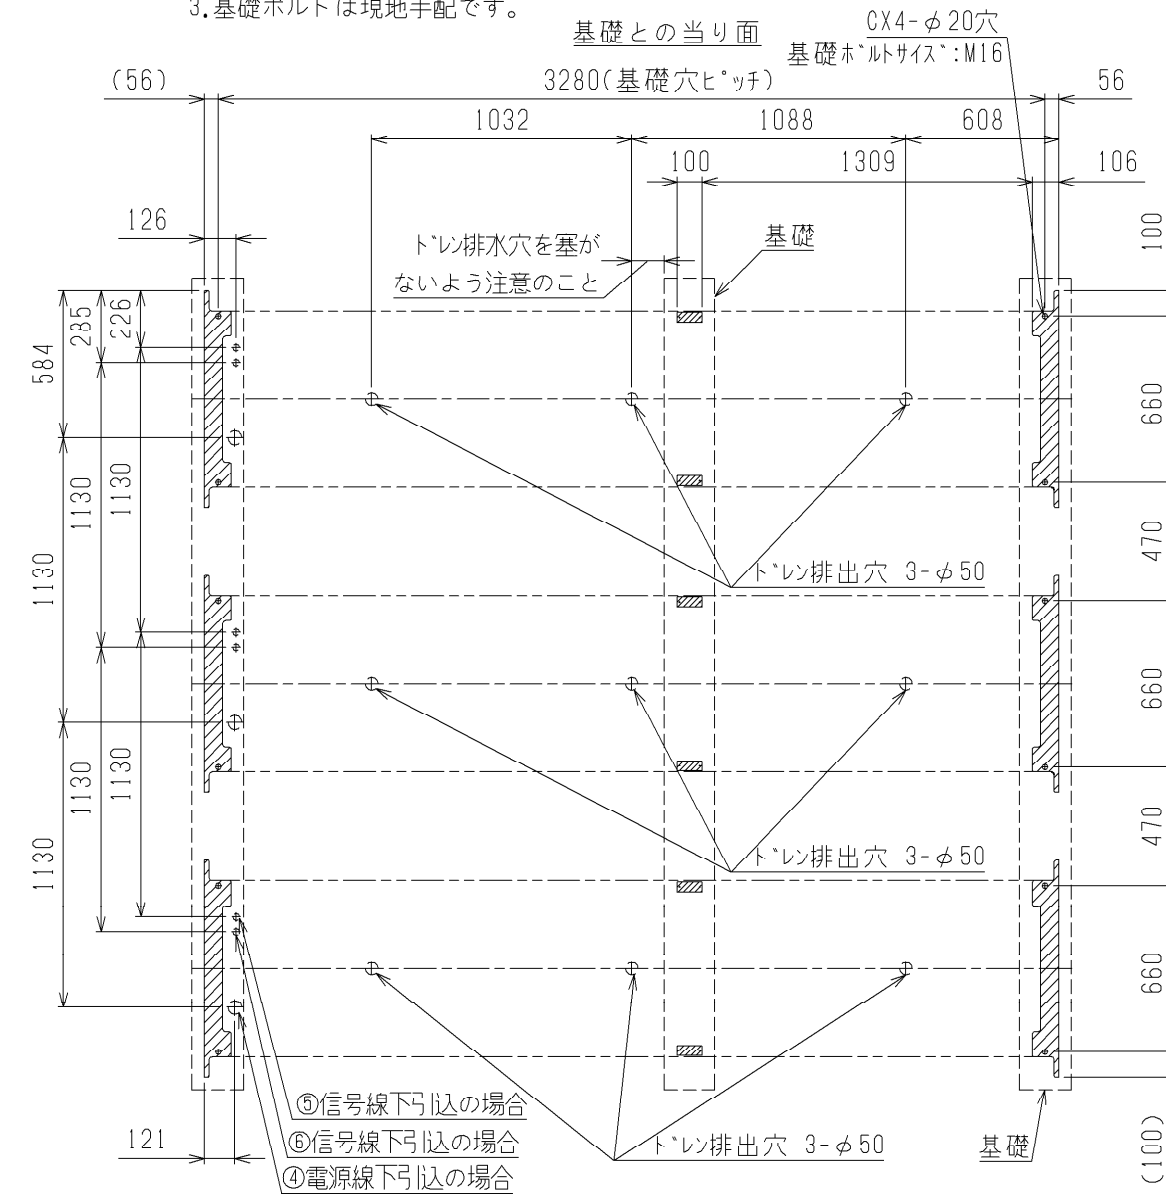 3.基礎ボルトは現地手配です。
基礎との当り面
CX4-φ20穴
基礎ボルトサイズ:M16
(56)
3280(基礎穴ピッチ)
56
1032
1088
608
100
1309
106
126
ドレン排水穴を塞が
ないよう注意のこと
基礎
100
584
285
226
660
1130
1130
1130
470
ドレン排出穴 3-φ50
660
1130
1130
1130
470
ドレン排出穴 3-φ50
660
⑤信号線下引込の場合
⑥信号線下引込の場合
④電源線下引込の場合
121
ドレン排出穴 3-φ50
基礎
(100)